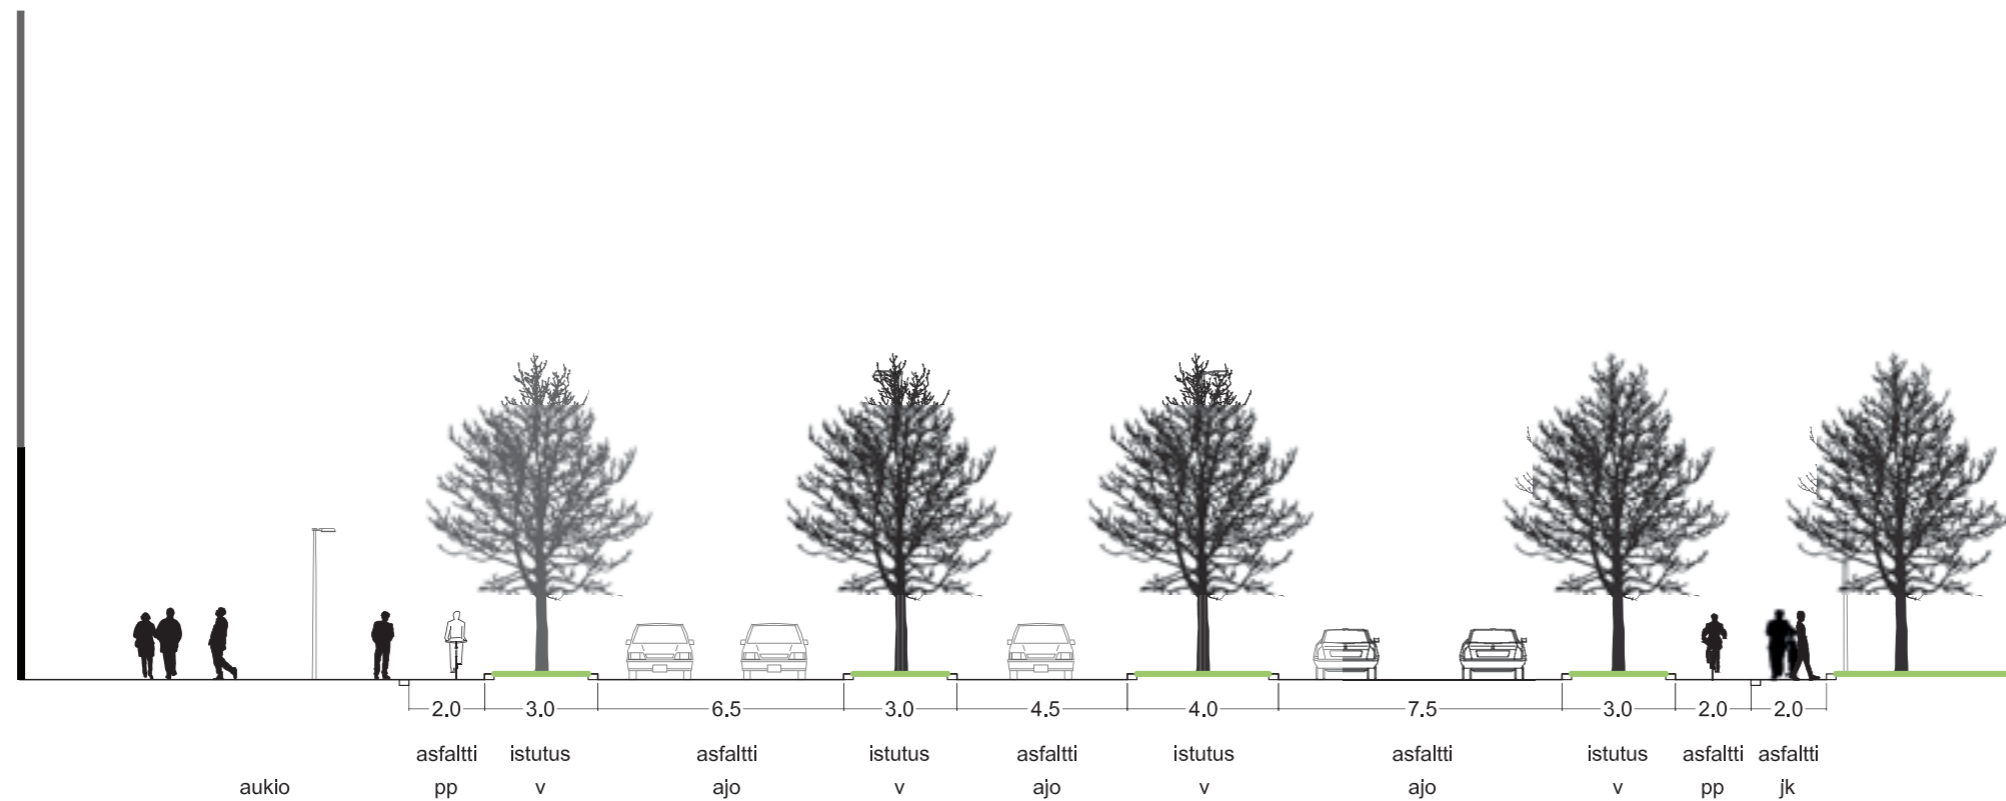 2.0 3.0 6.5 3.0 4.5 4.0 7.5 3.0 2.0 2.0
asfaltti istutus asfaltti istutus asfaltti istutus asfaltti istutus asfaltti asfaltti
aukio pp v ajo v ajo v ajo v pp jk